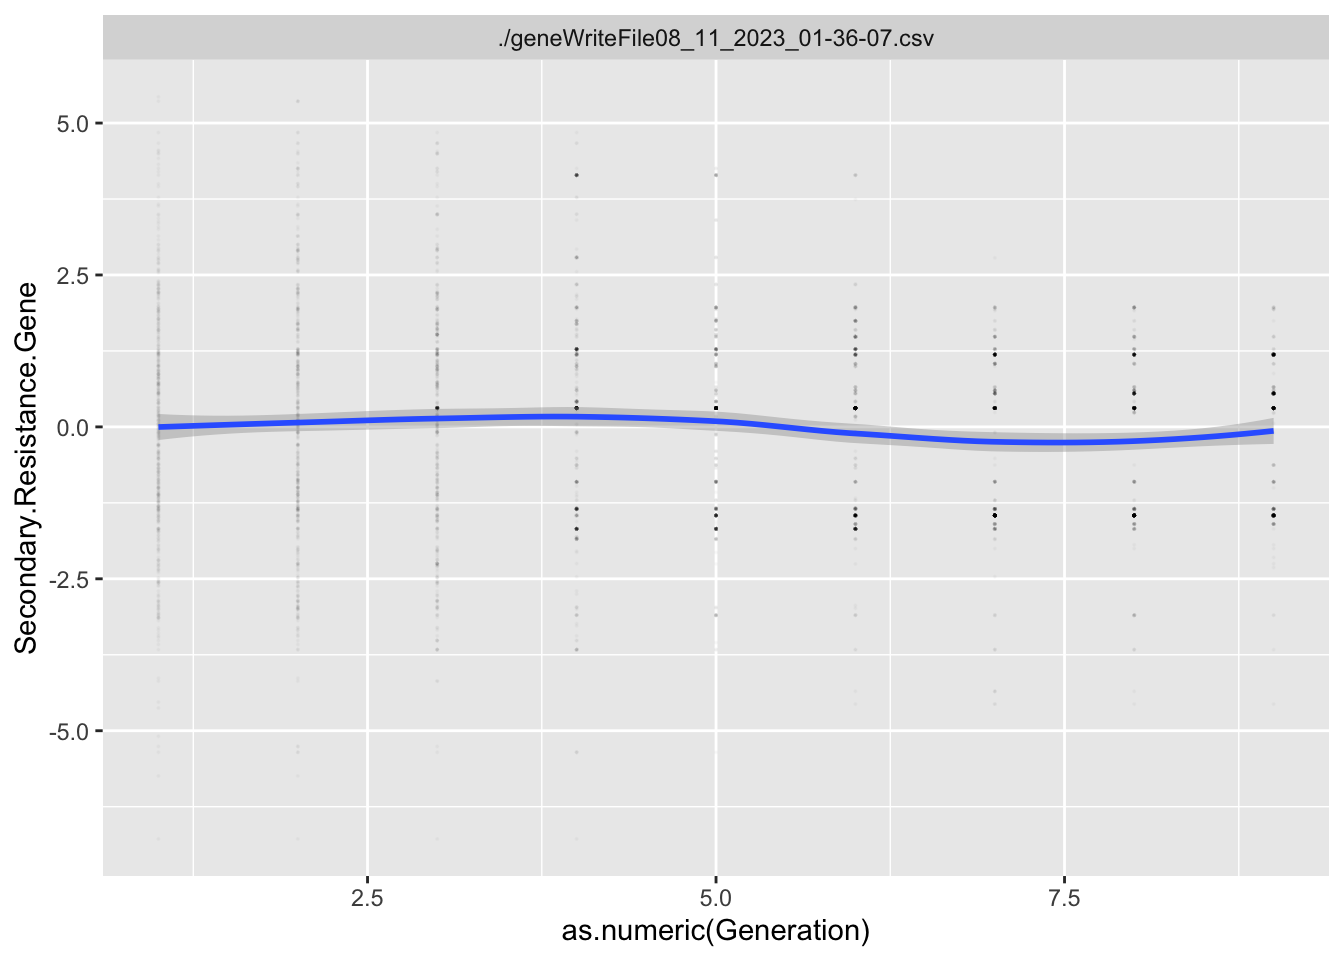 ./geneWriteFile08_11_2023_01-36-07.csv
Secondary.Resistance.Gene
5.0
2.5
0.0
-2.5
-5.0
2.5
5.0
7.5
as.numeric(Generation)